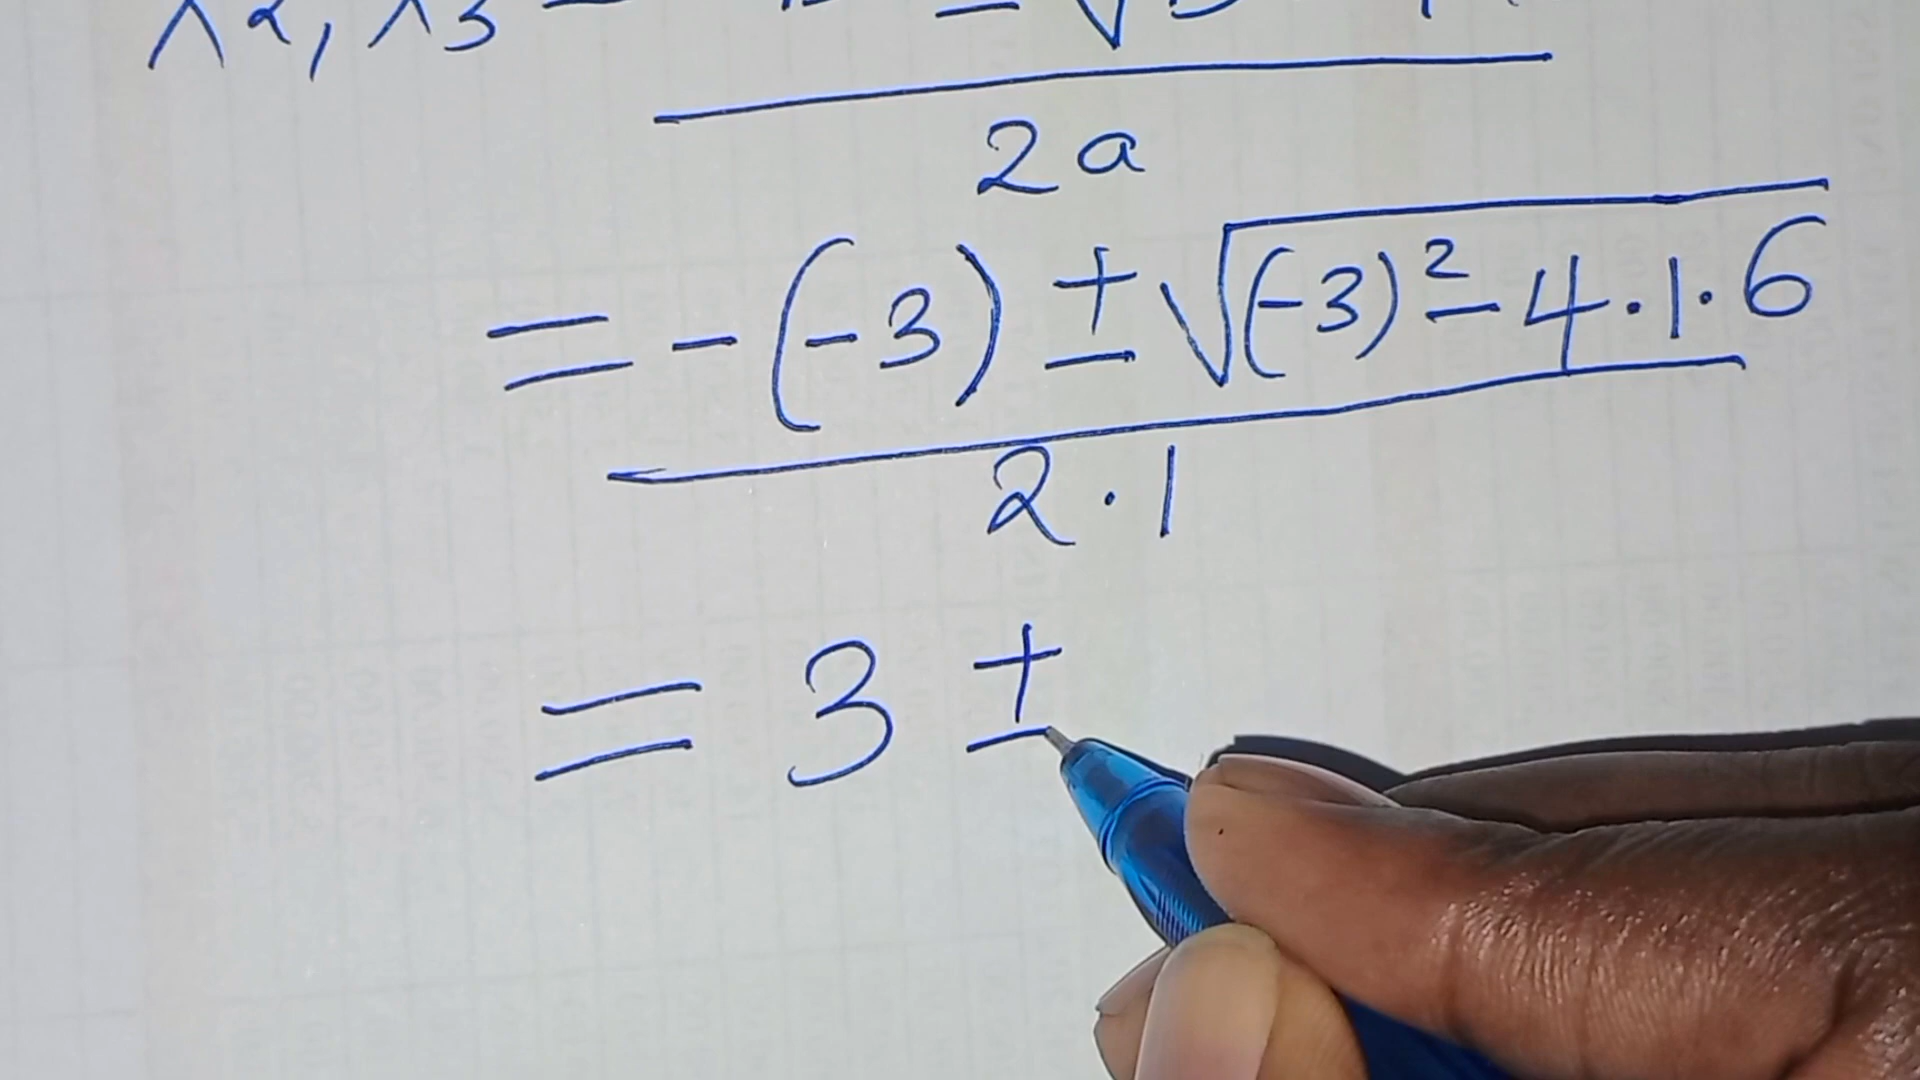 2a
= -(-3) ± √(-3)² - 4·1·6
2·1
= 3 ±